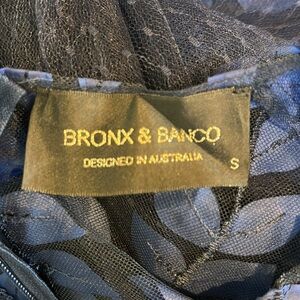 BRONX & BANCO
DESIGNED IN AUSTRALIA
S